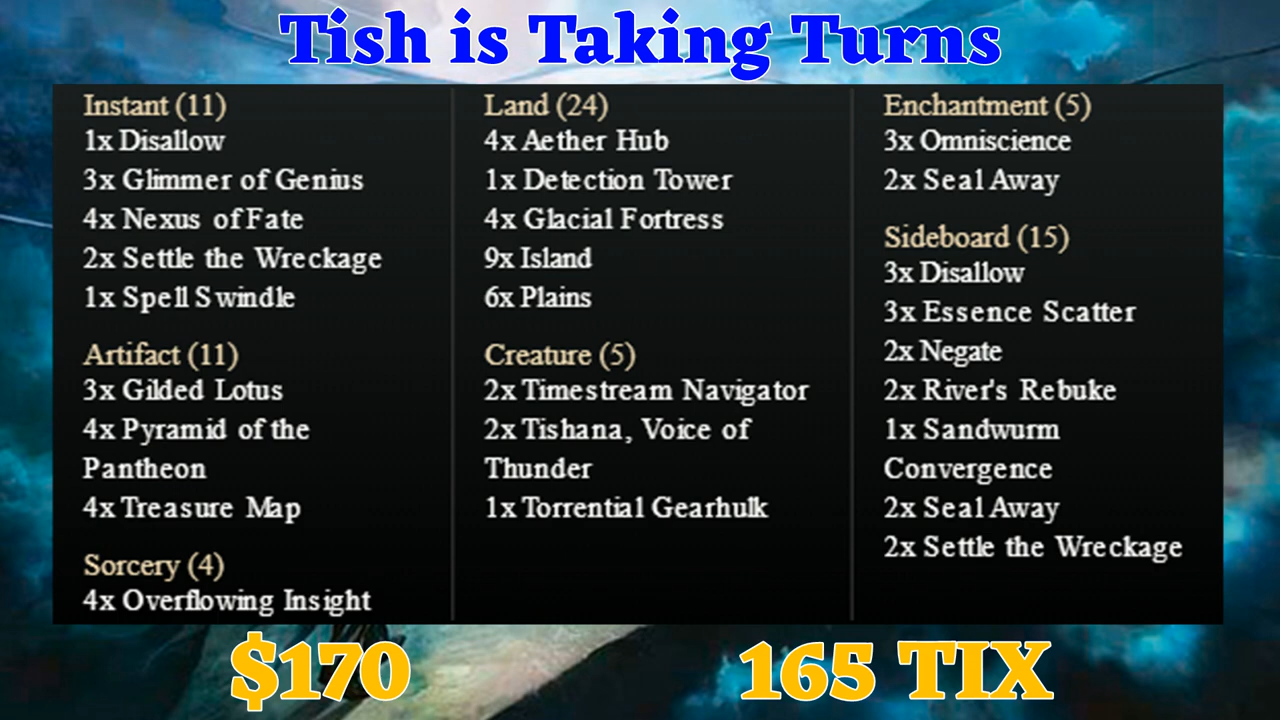 Tish is Taking Turns
Instant (11)
1x Disallow
3x Glimmer of Genius
4x Nexus of Fate
2x Settle the Wreckage
1x Spell Swindle
Artifact (11)
3x Gilded Lotus
4x Pyramid of the
Pantheon
4x Treasure Map
Sorcery (4)
4x Overflowing Insight
Land (24)
4x Aether Hub
1x Detection Tower
4x Glacial Fortress
9x Island
6x Plains
Creature (5)
2x Timestream Navigator
2x Tishana, Voice of
Thunder
1x Torrential Gearhulk
Enchantment (5)
3x Omniscience
2x Seal Away
Sideboard (15)
3x Disallow
3x Essence Scatter
2x Negate
2x River's Rebuke
1x Sandwurm
Convergence
2x Seal Away
2x Settle the Wreckage
$170
165 TIX